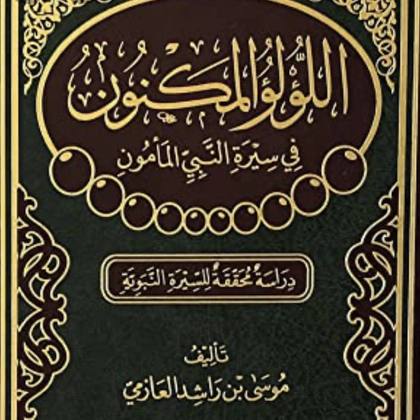 اللؤلؤ المكنون
في سيرة النبي المأمون
دراسة محققة للسيرة النبوية
تأليف
موسى بن راشد العازمي